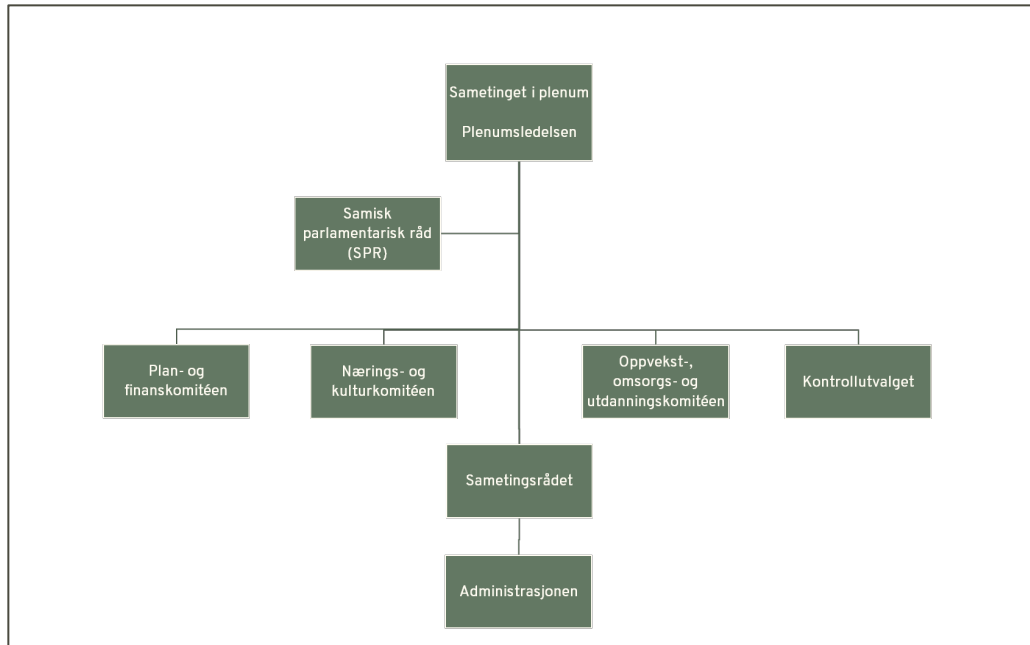 Sametinget i plenum
Plenumsledelsen
Samisk
parlamentarisk råd
(SPR)
Plan- og
finanskomitéen
Nærings- og
kulturkomitéen
Oppvekst-,
omsorgs- og
utdanningskomitéen
Kontrollutvalget
Sametingsrådet
Administrasjonen